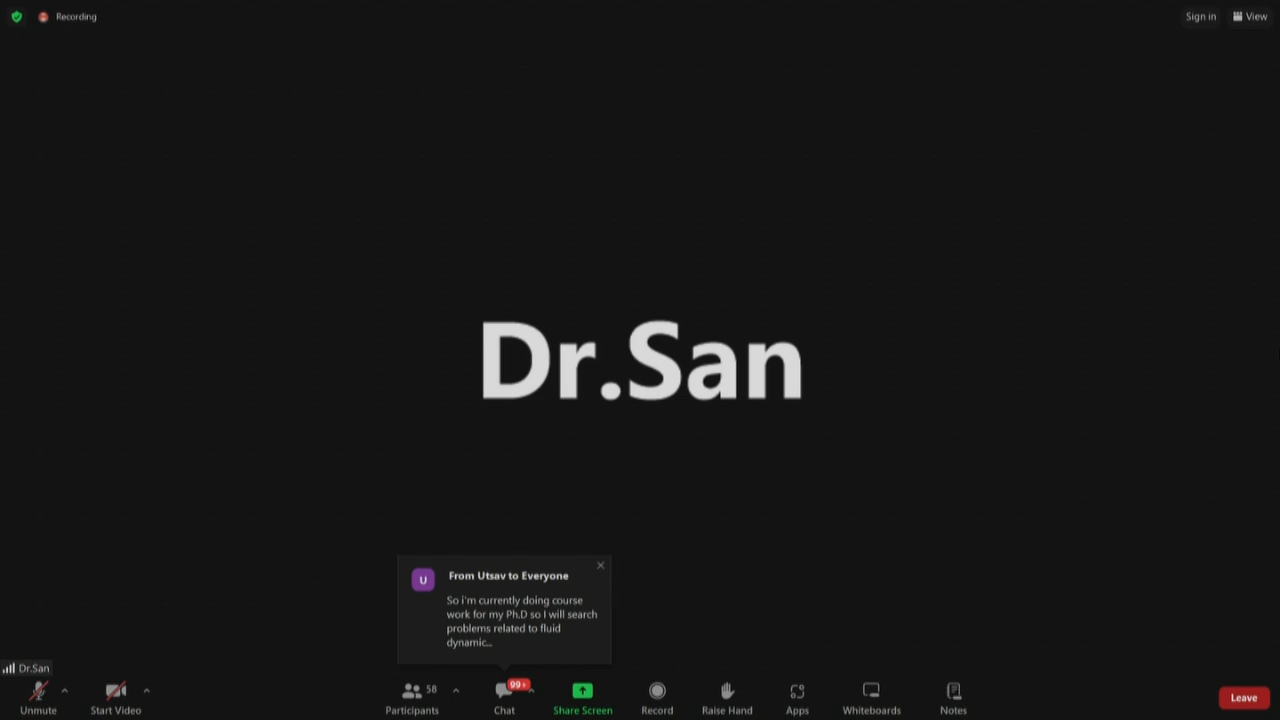 Recording
Sign in
View
Dr.San
U
From Utsav to Everyone
So i'm currently doing course
work for my Ph.D so I will search
problems related to fluid
dynamic...
Dr.San
58
99+
Unmute
Start Video
Participants
Chat
Share Screen
Record
Raise Hand
Apps
Whiteboards
Notes
Leave